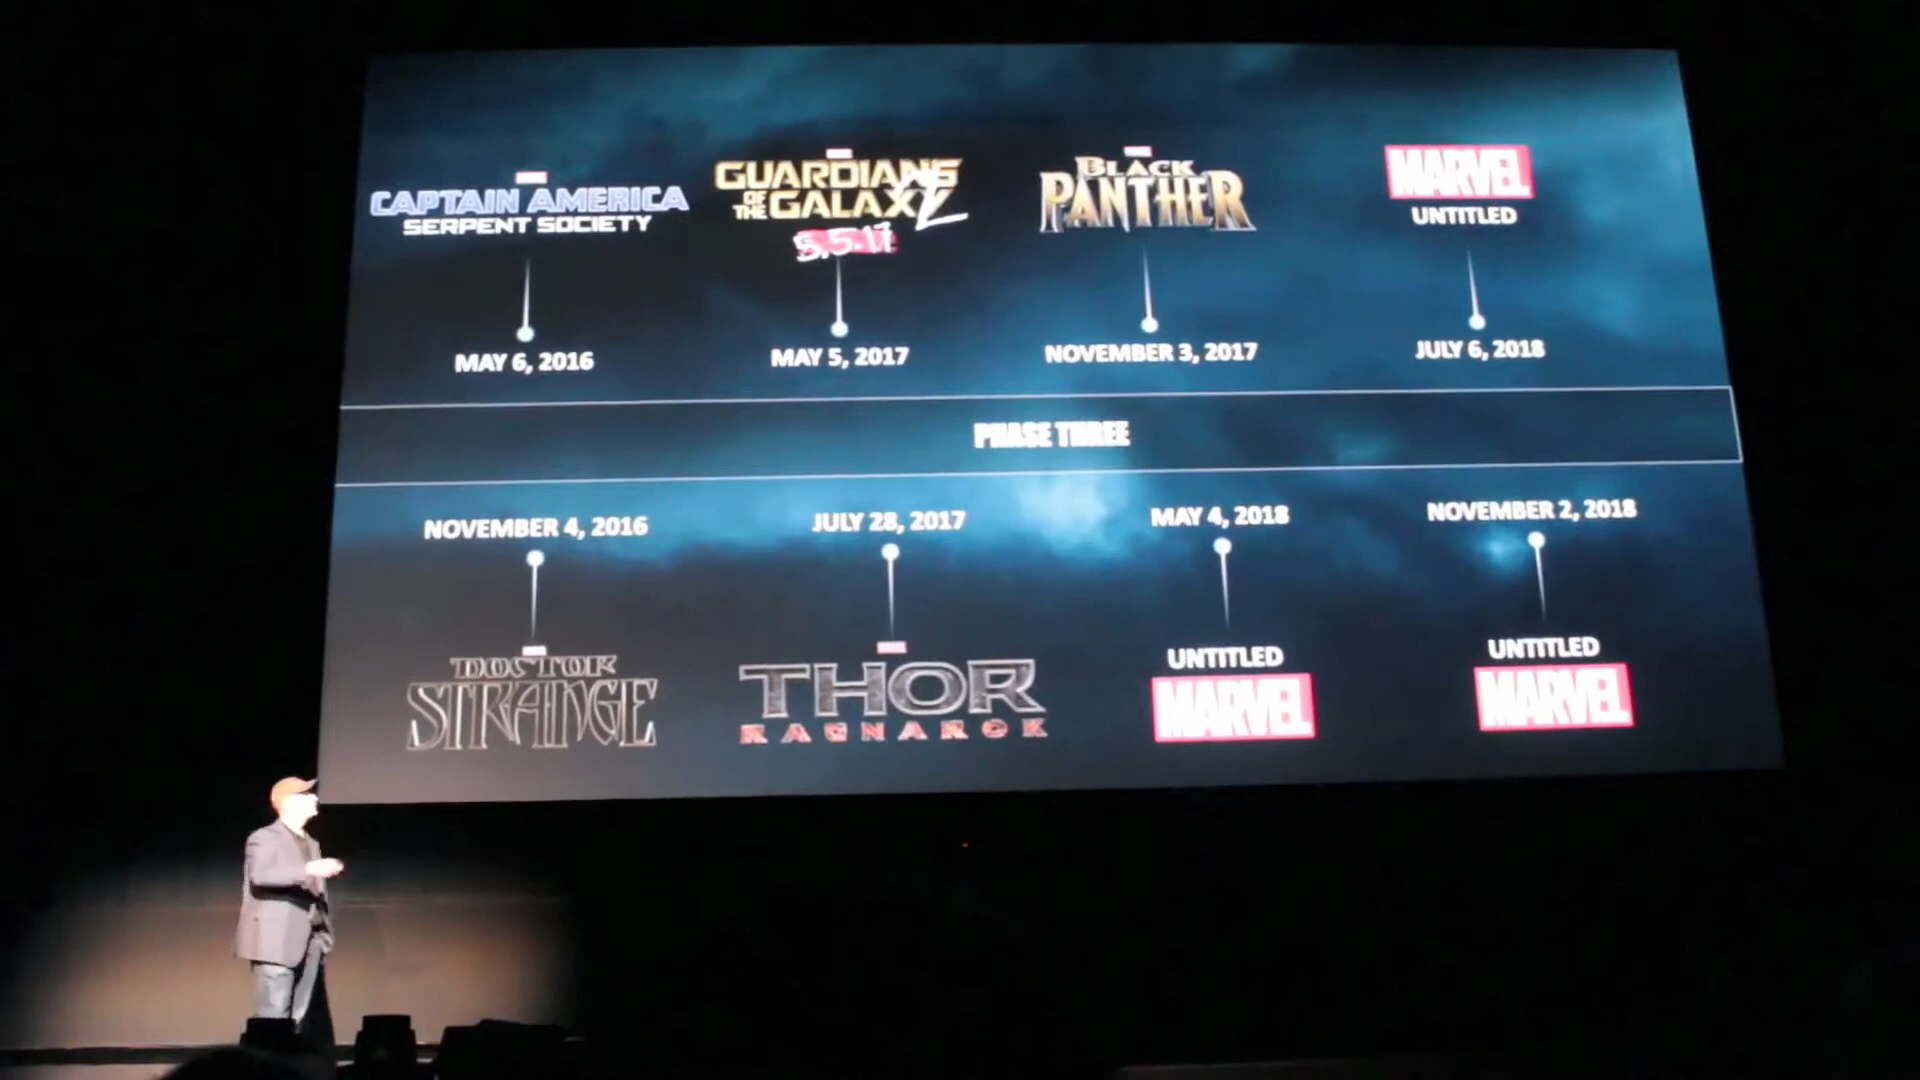 CAPTAIN AMERICA
SERPENT SOCIETY
MAY 6, 2016
GUARDIANS
OF THE GALAXY
2
5.5.17
MAY 5, 2017
BLACK
PANTHER
NOVEMBER 3, 2017
MARVEL
UNTITLED
JULY 6, 2018
PHASE THREE
NOVEMBER 4, 2016
DOCTOR
STRANGE
JULY 28, 2017
THOR
RAGNAROK
MAY 4, 2018
UNTITLED
MARVEL
NOVEMBER 2, 2018
UNTITLED
MARVEL